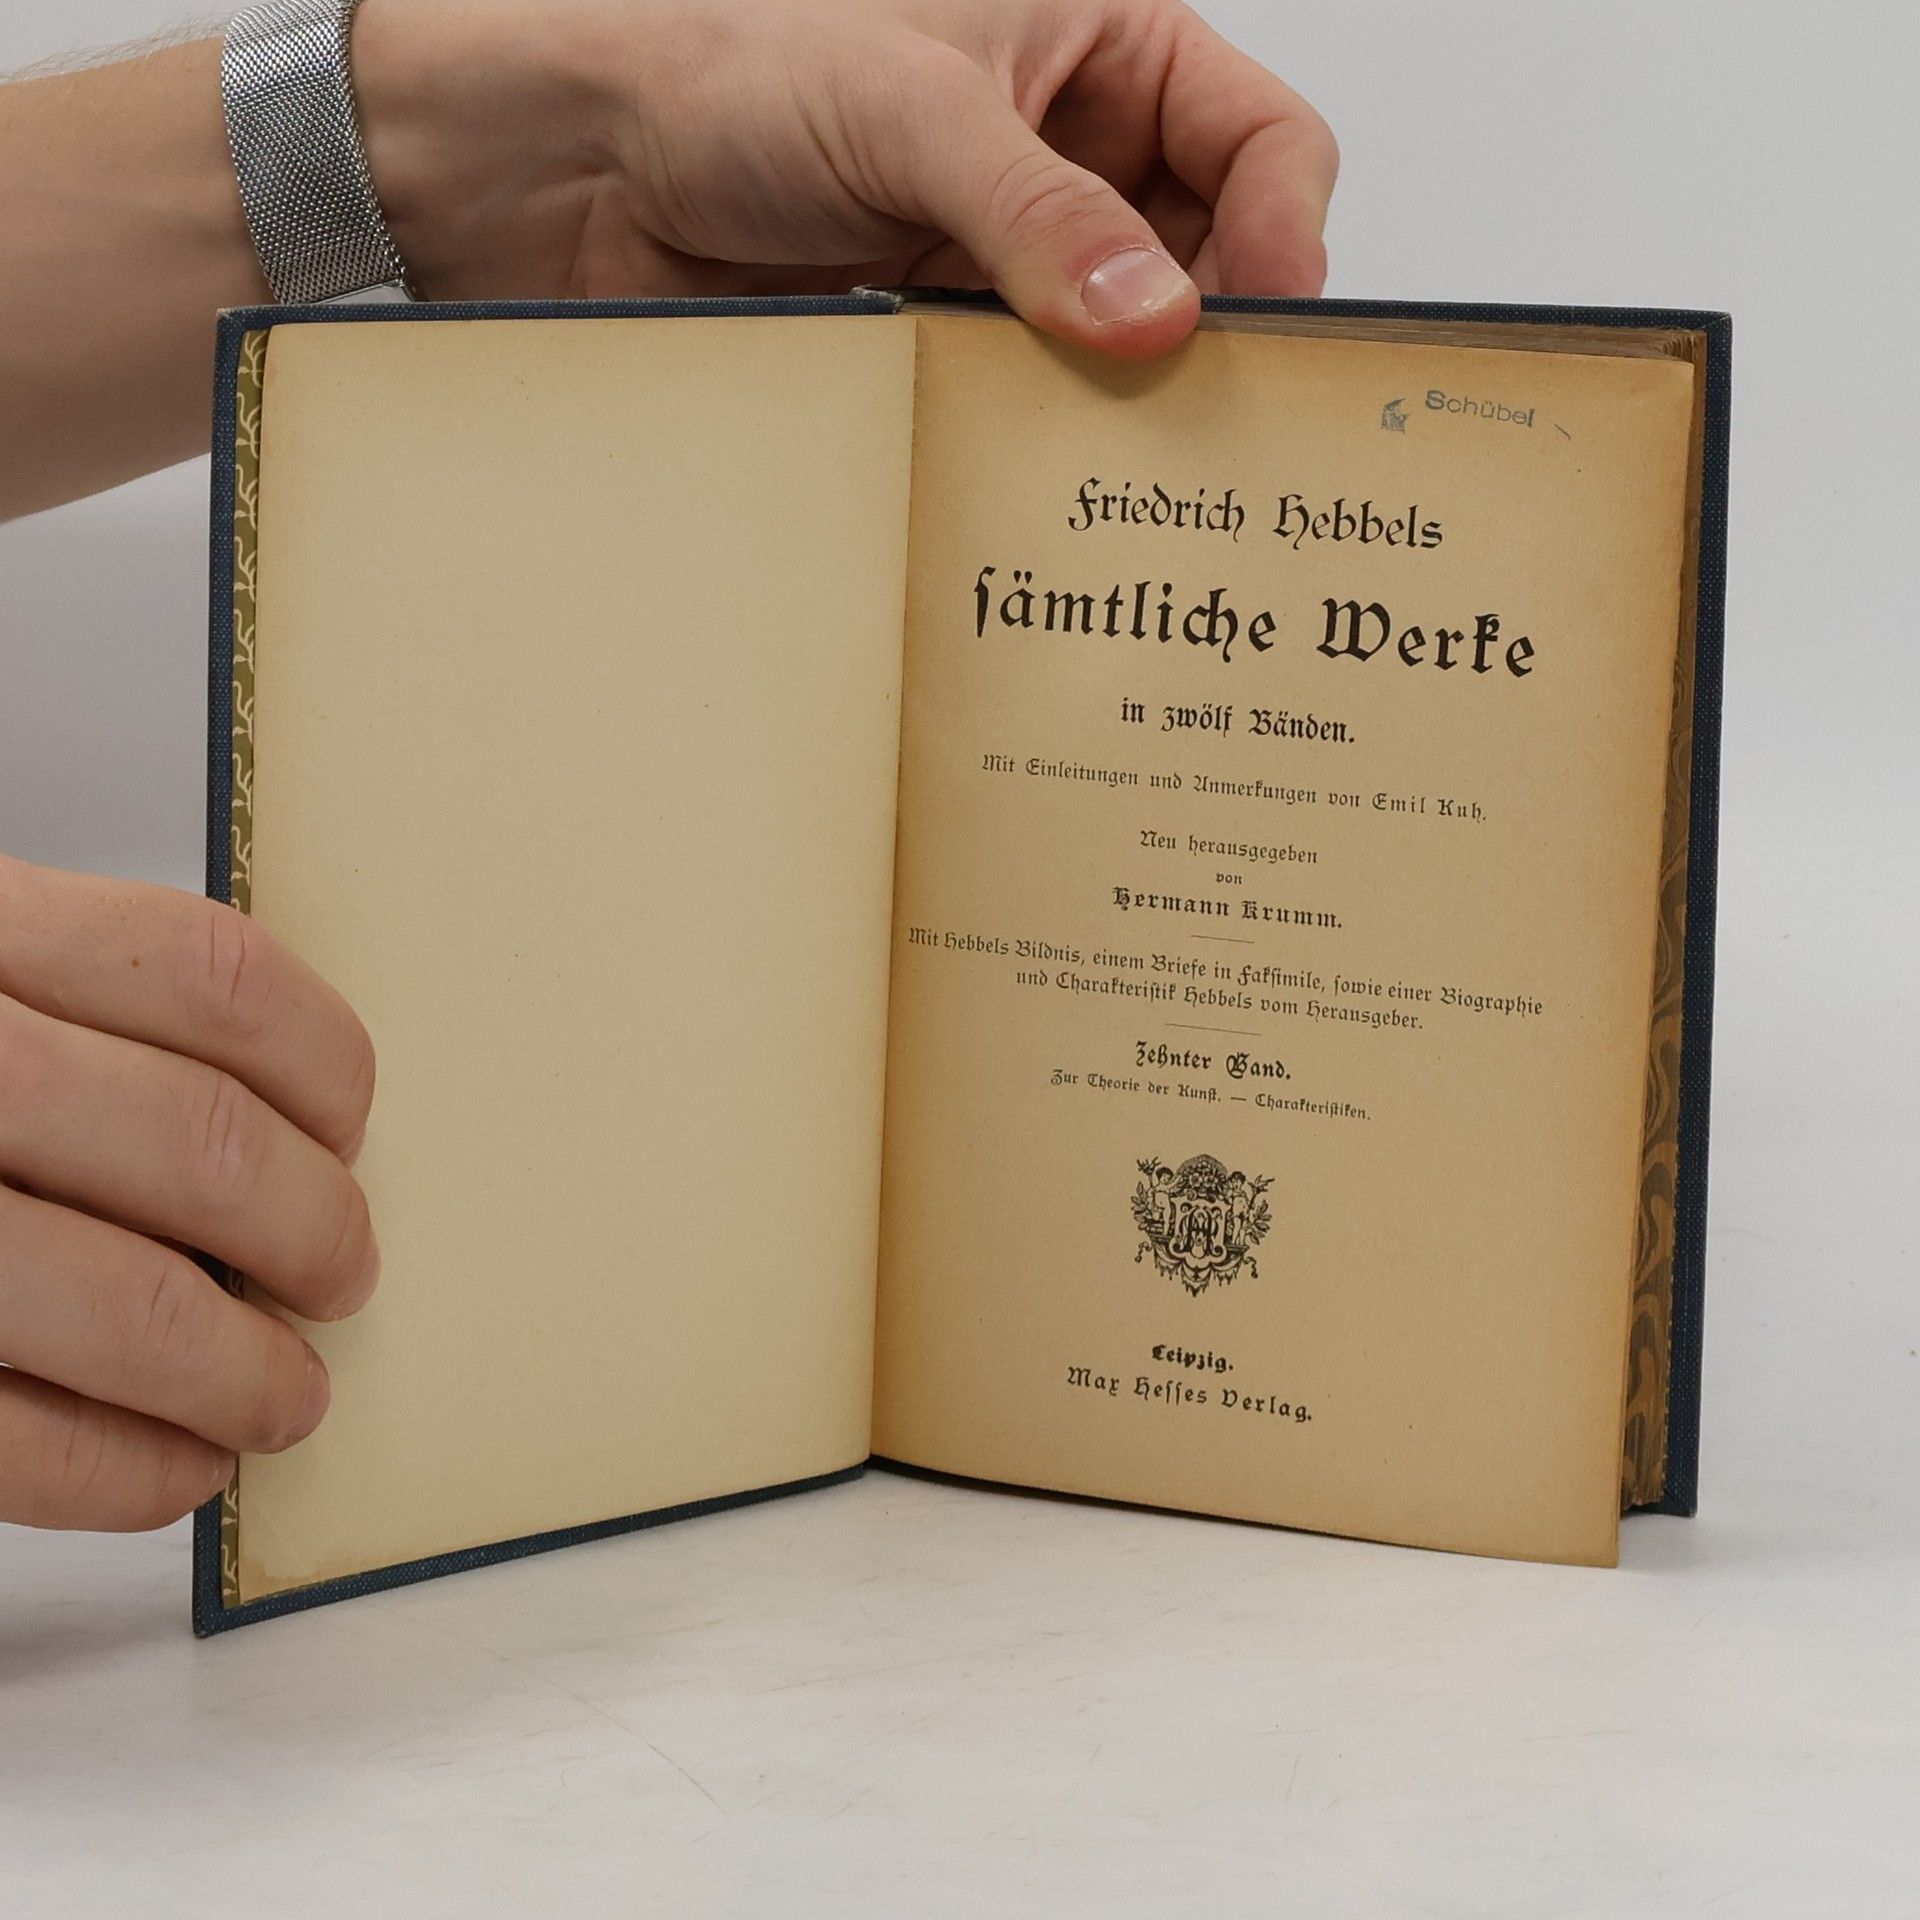 Schübel
Friedrich Hebbels
ſämtliche Werke
in zwölf Bänden.
Mit Einleitungen und Anmerkungen von Emil Kuh.
Neu herausgegeben
von
Hermann Krumm.
Mit Hebbels Bildnis, einem Briefe in Fakſimile, ſowie einer Biographie
und Charakteriſtik Hebbels vom Herausgeber.
Zehnter Band.
Zur Theorie der Kunſt. — Charakteriſtiken.
Leipzig.
Max Heſſes Verlag.